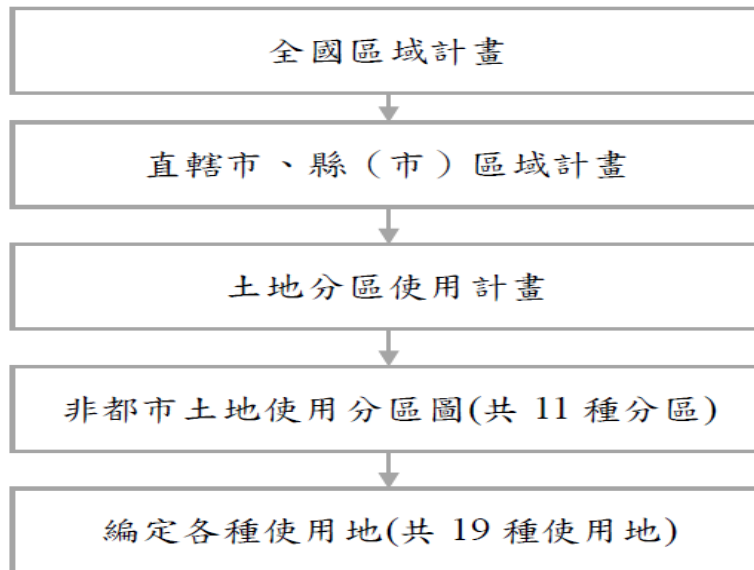 全國區域計畫
直轄市、縣（市）區域計畫
土地分區使用計畫
非都市土地使用分區圖(共 11 種分區)
編定各種使用地(共 19 種使用地)